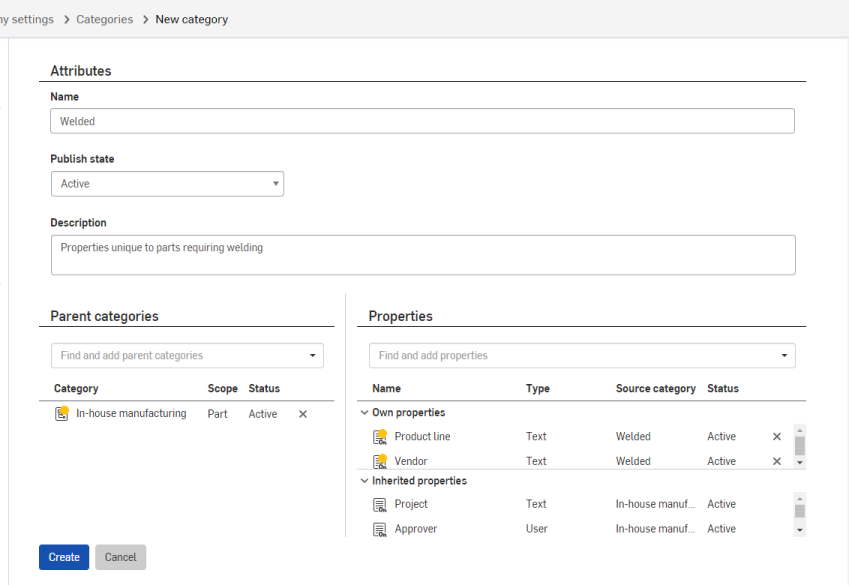 ny settings > Categories > New category
Attributes
Name
Welded
Publish state
Active
Description
Properties unique to parts requiring welding
Parent categories
Find and add parent categories
Category Scope Status
In-house manufacturing Part Active
Properties
Find and add properties
Name Type Source category Status
Own properties
Product line Text Welded Active
Vendor Text Welded Active
Inherited properties
Project Text In-house manuf... Active
Approver User In-house manuf... Active
Create Cancel